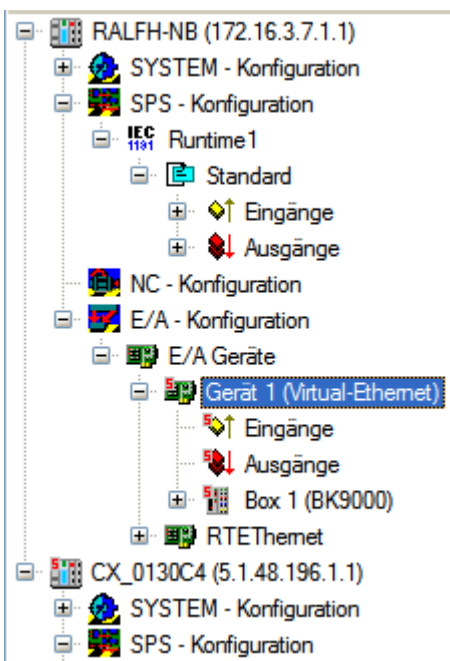 RALFH-NB (172.16.3.7.1.1)
SYSTEM - Konfiguration
SPS - Konfiguration
IEC 1131 Runtime1
Standard
Eingänge
Ausgänge
NC - Konfiguration
E/A - Konfiguration
E/A Geräte
Gerät 1 (Virtual-Ethernet)
Eingänge
Ausgänge
Box 1 (BK9000)
RTEThernet
CX_0130C4 (5.1.48.196.1.1)
SYSTEM - Konfiguration
SPS - Konfiguration